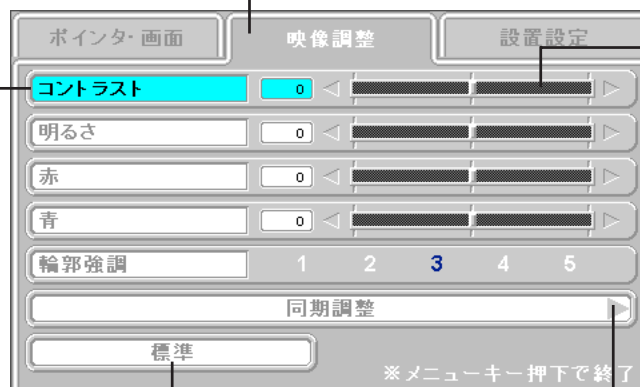 ポインタ・画面 映像調整 設置設定
コントラスト 0
明るさ 0
赤 0
青 0
輪郭強調 1 2 3 4 5
同期調整
標準
※メニューキー押下で終了